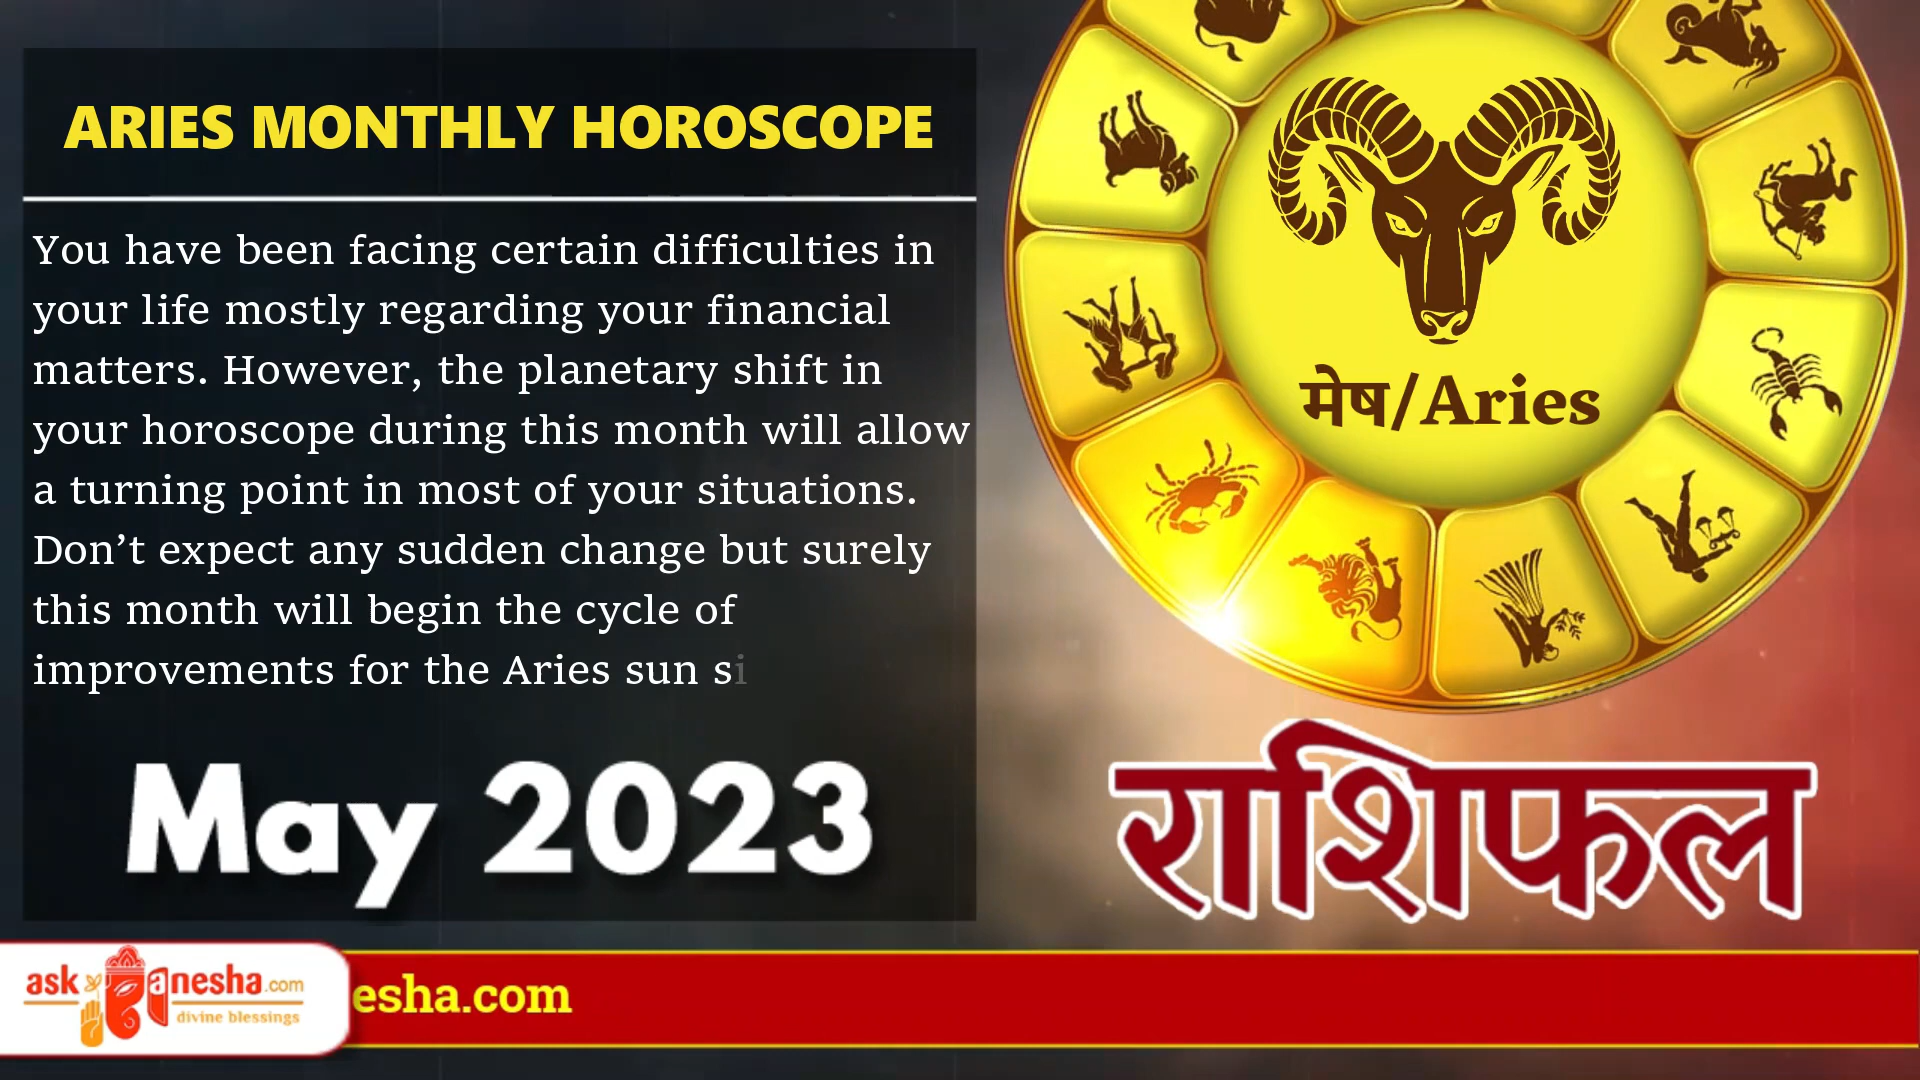 ARIES MONTHLY HOROSCOPE
You have been facing certain difficulties in
your life mostly regarding your financial
matters. However, the planetary shift in
your horoscope during this month will allow
a turning point in most of your situations.
Don’t expect any sudden change but surely
this month will begin the cycle of
improvements for the Aries sun si
May 2023
मेष/Aries
राशिफल
ask Ganesha.com
divine blessings
esha.com